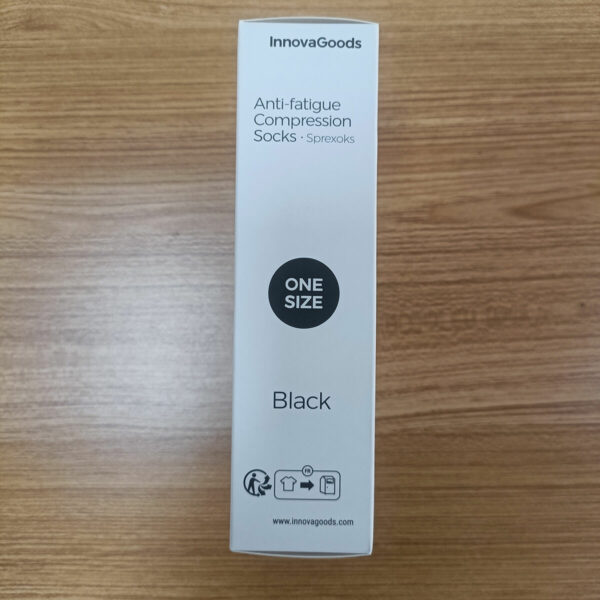 InnovaGoods
Anti-fatigue
Compression
Socks · Sprexoks
ONE
SIZE
Black
FR
www.innovagoods.com